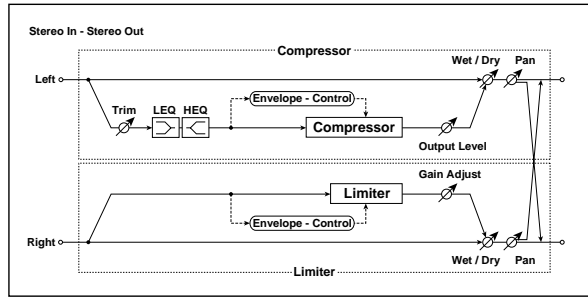 Stereo In - Stereo Out
Compressor
Wet / Dry Pan
Left
Trim LEQ HEQ
Envelope - Control
Compressor
Output Level
Gain Adjust
Limiter
Envelope - Control
Right
Wet / Dry Pan
Limiter